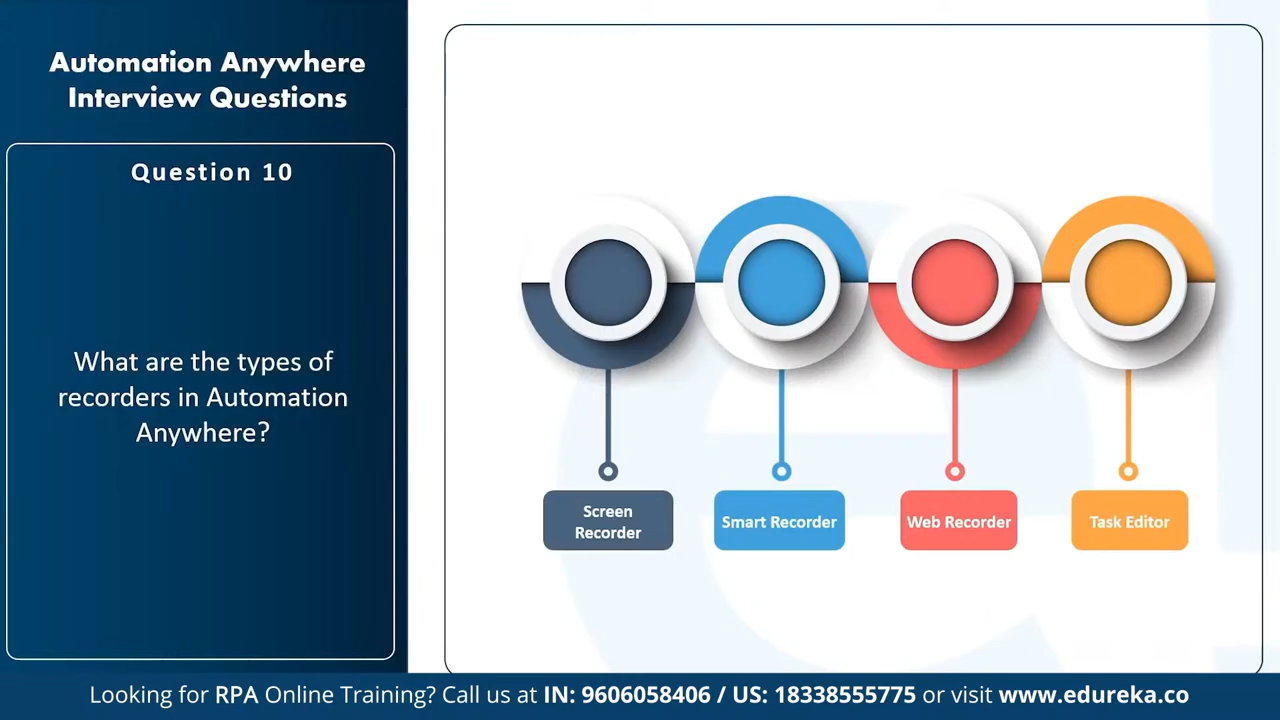 Automation Anywhere
Interview Questions
Question 10
What are the types of
recorders in Automation
Anywhere?
Screen
Recorder
Smart Recorder
Web Recorder
Task Editor
Looking for RPA Online Training? Call us at IN: 9606058406 / US: 18338555775 or visit www.edureka.co